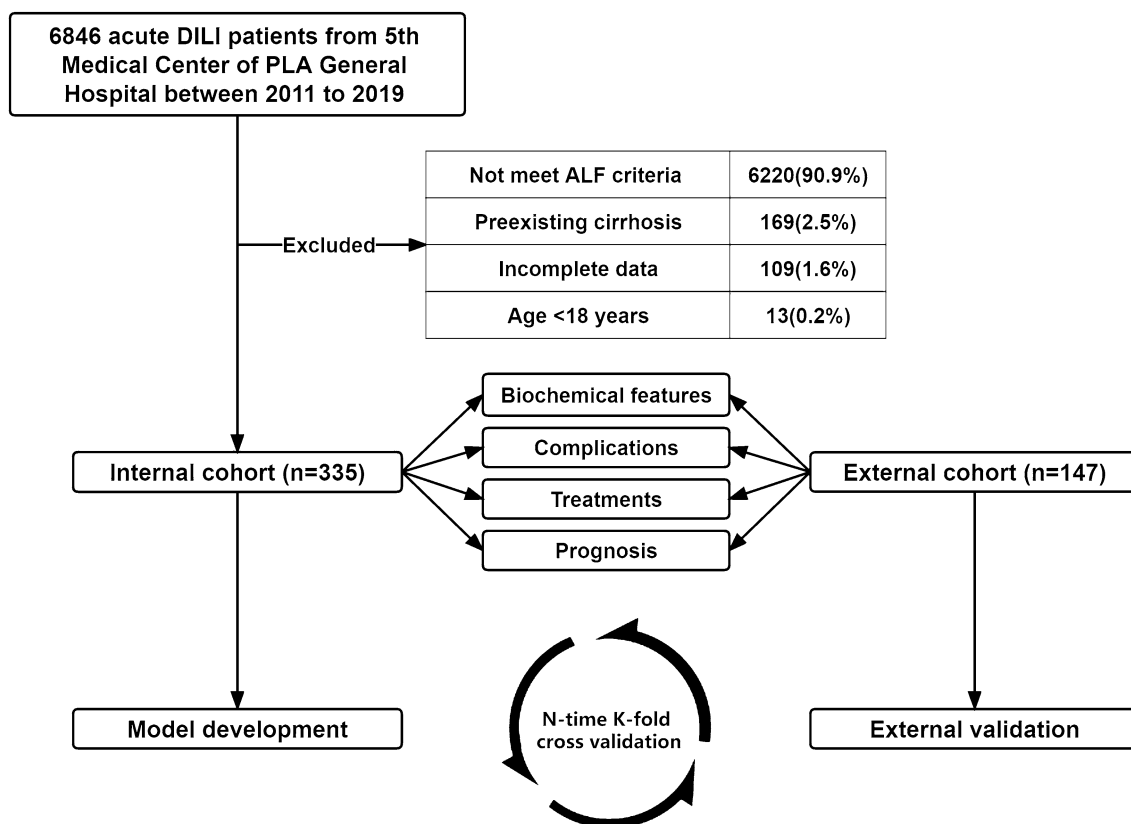 6846 acute DILI patients from 5th
Medical Center of PLA General
Hospital between 2011 to 2019
Not meet ALF criteria 6220(90.9%)
Preexisting cirrhosis 169(2.5%)
Excluded
Incomplete data 109(1.6%)
Age <18 years 13(0.2%)
Biochemical features
Complications
Internal cohort (n=335)
External cohort (n=147)
Treatments
Prognosis
Model development
N-time K-fold
cross validation
External validation